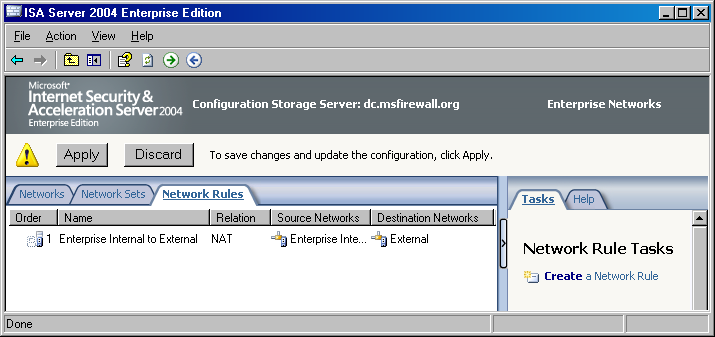 ISA Server 2004 Enterprise Edition
File Action View Help
Microsoft®
Internet Security &
Acceleration Server 2004
Enterprise Edition
Configuration Storage Server: dc.msfirewall.org
Enterprise Networks
Apply Discard To save changes and update the configuration, click Apply.
Networks Network Sets Network Rules
Order Name Relation Source Networks Destination Networks
1 Enterprise Internal to External NAT Enterprise Inte... External
Tasks Help
Network Rule Tasks
Create a Network Rule
Done